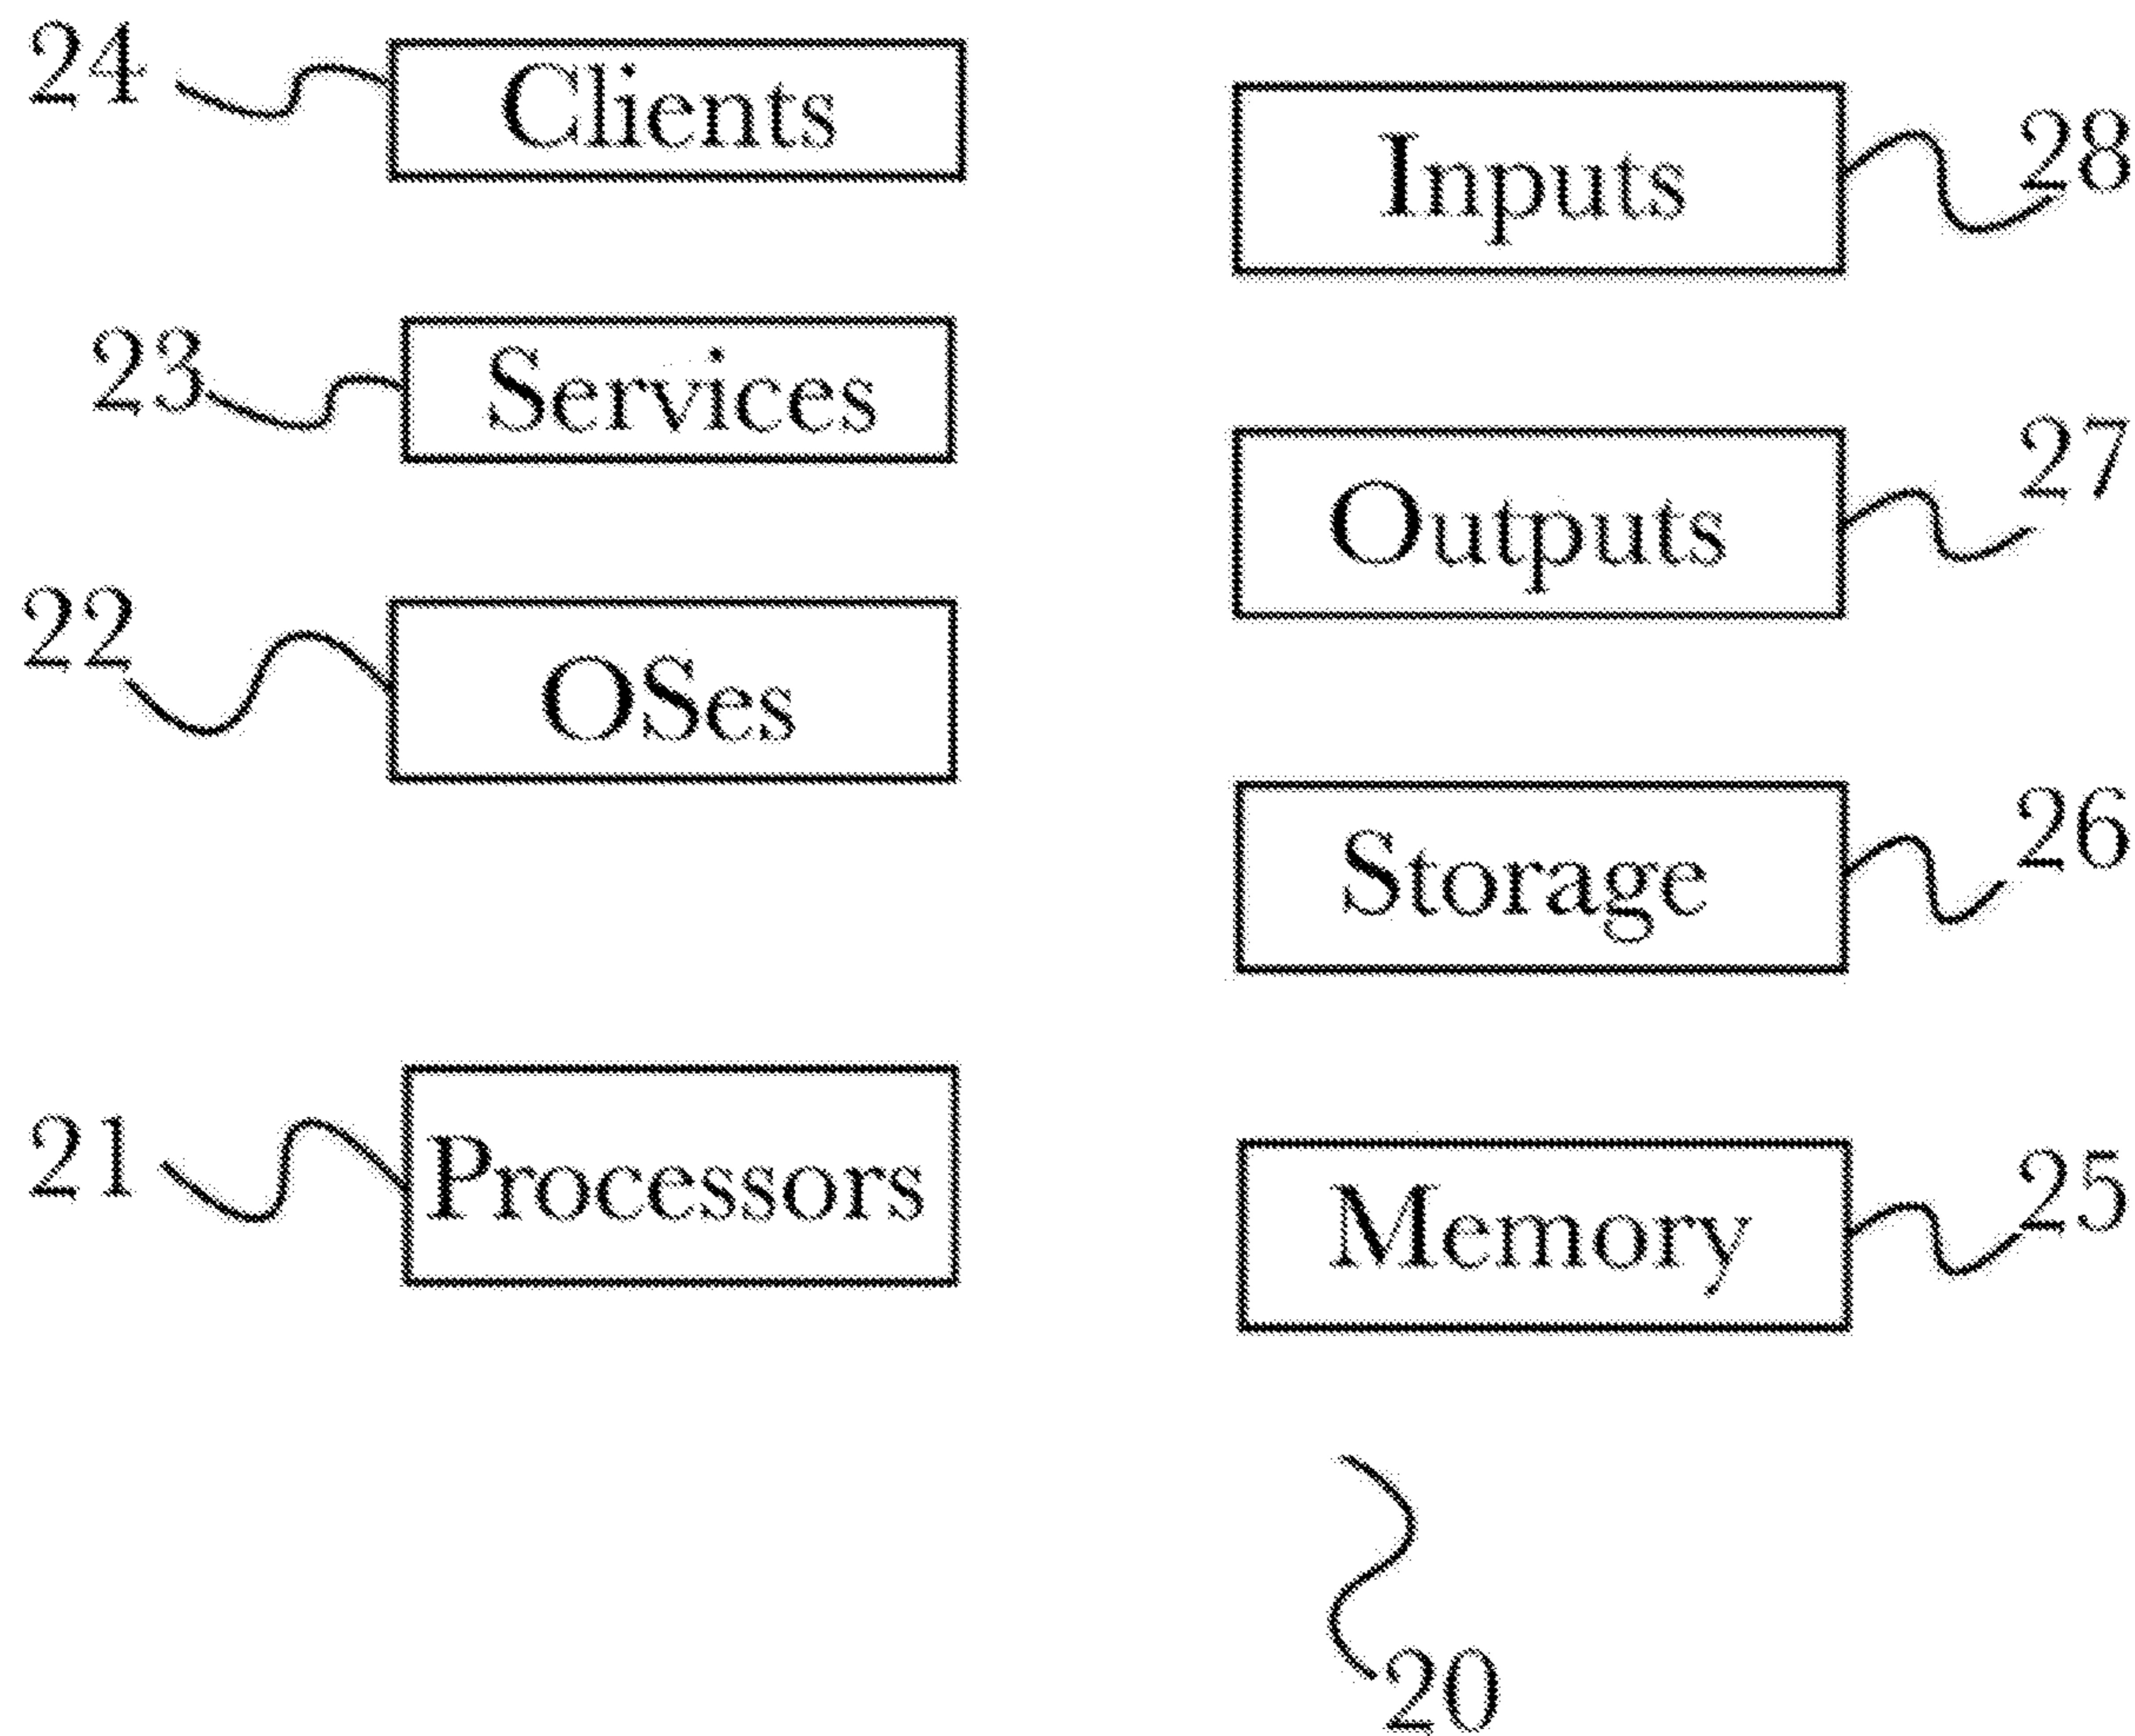 24 Clients
Inputs 28
23 Services
Outputs 27
22 OSes
Storage 26
21 Processors
Memory 25
20